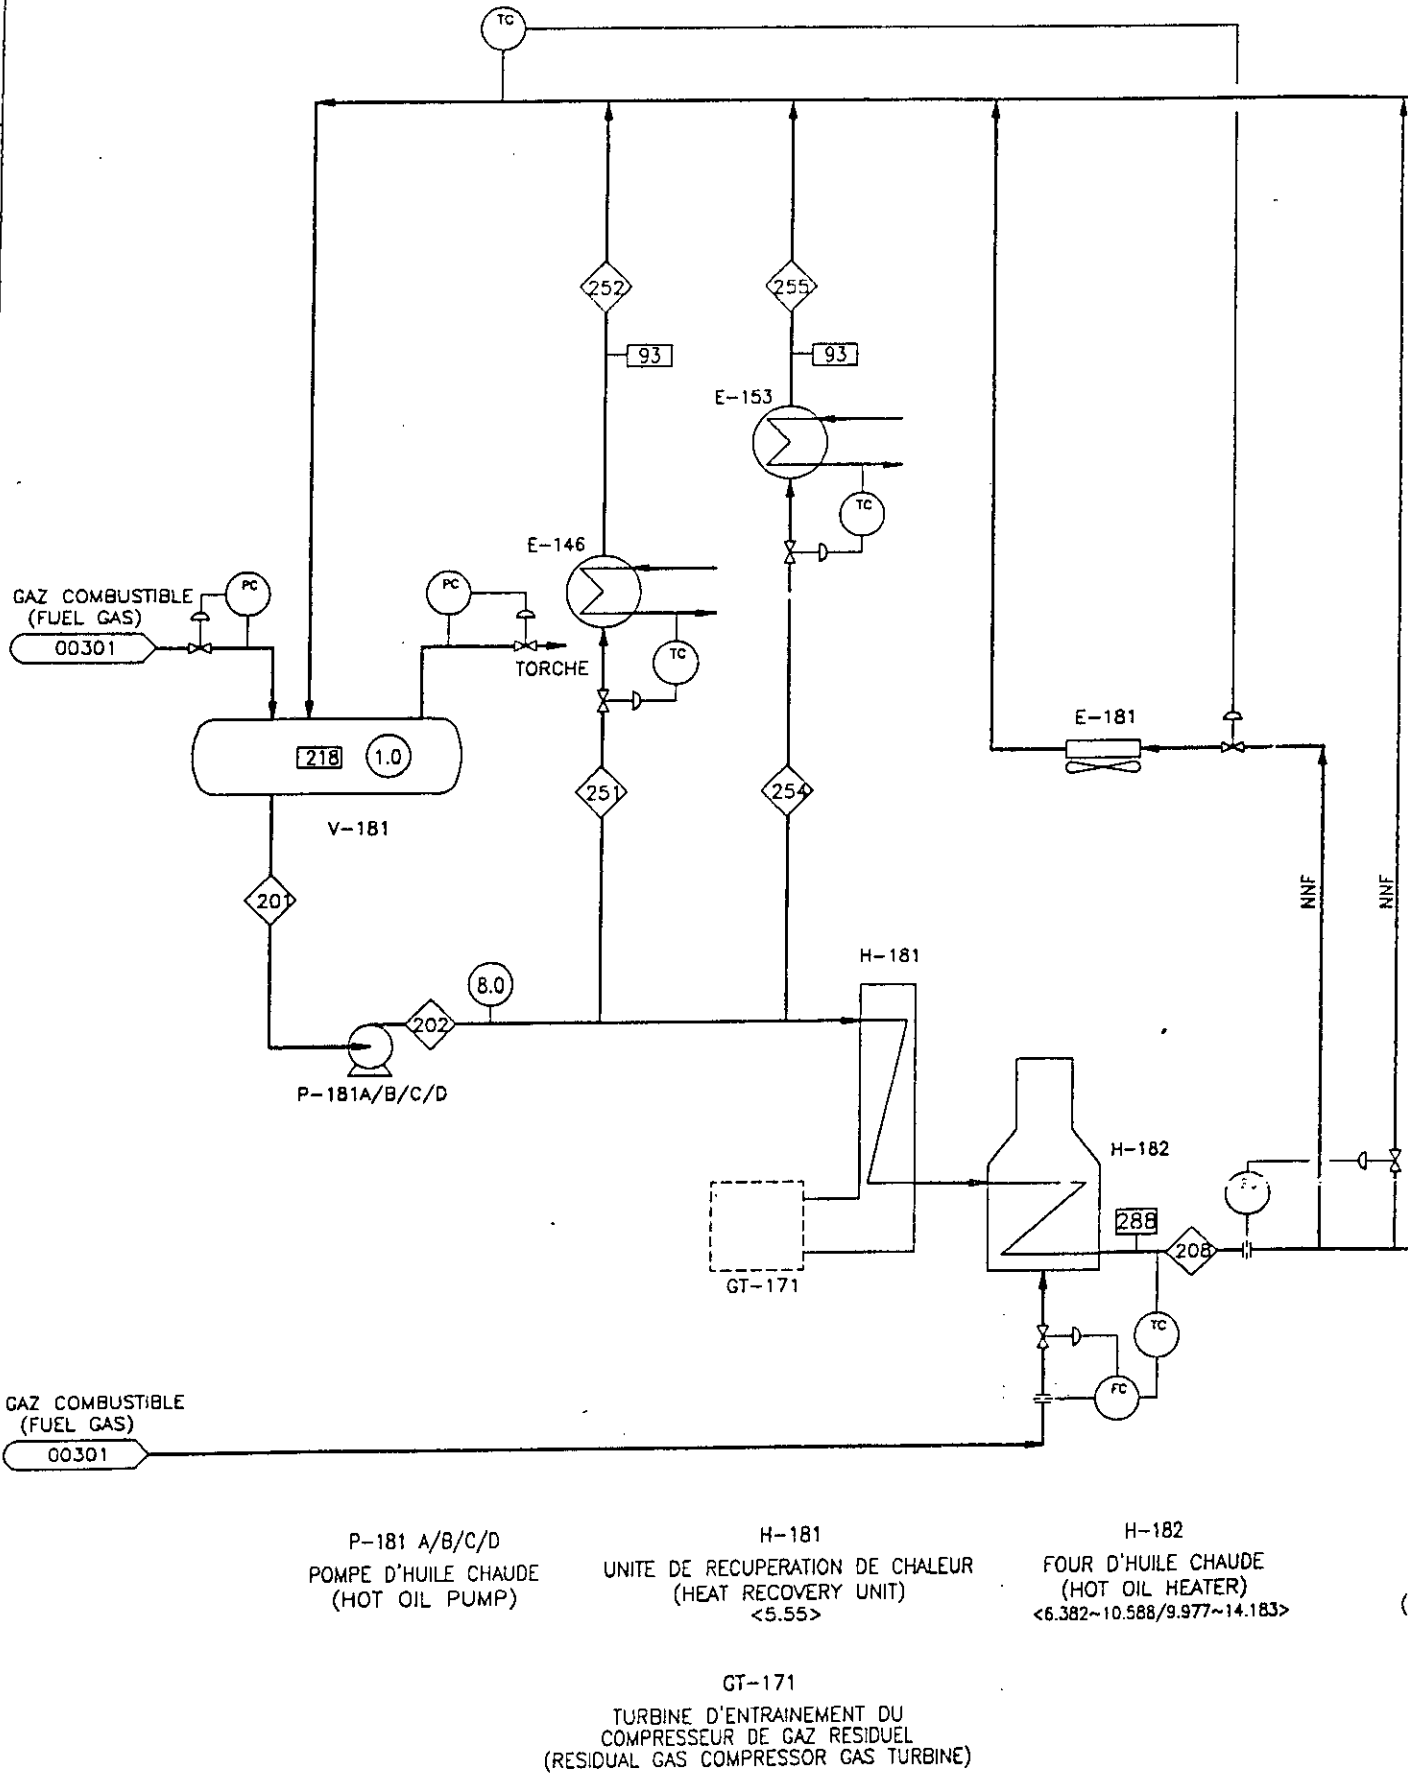 TC
252
255
93
93
E-153
TC
E-146
PC
PC
GAZ COMBUSTIBLE
(FUEL GAS)
00301
TORCHE
TC
E-181
218
1.0
V-181
251
254
201
NNF
NNF
H-181
8.0
202
P-181A/B/C/D
H-182
288
208
GT-171
TC
FC
GAZ COMBUSTIBLE
(FUEL GAS)
00301
P-181 A/B/C/D
POMPE D'HUILE CHAUDE
(HOT OIL PUMP)
H-181
UNITE DE RECUPERATION DE CHALEUR
(HEAT RECOVERY UNIT)
<5.55>
H-182
FOUR D'HUILE CHAUDE
(HOT OIL HEATER)
<6.382~10.588/9.977~14.183>
(
GT-171
TURBINE D'ENTRAINEMENT DU
COMPRESSEUR DE GAZ RESIDUEL
(RESIDUAL GAS COMPRESSOR GAS TURBINE)